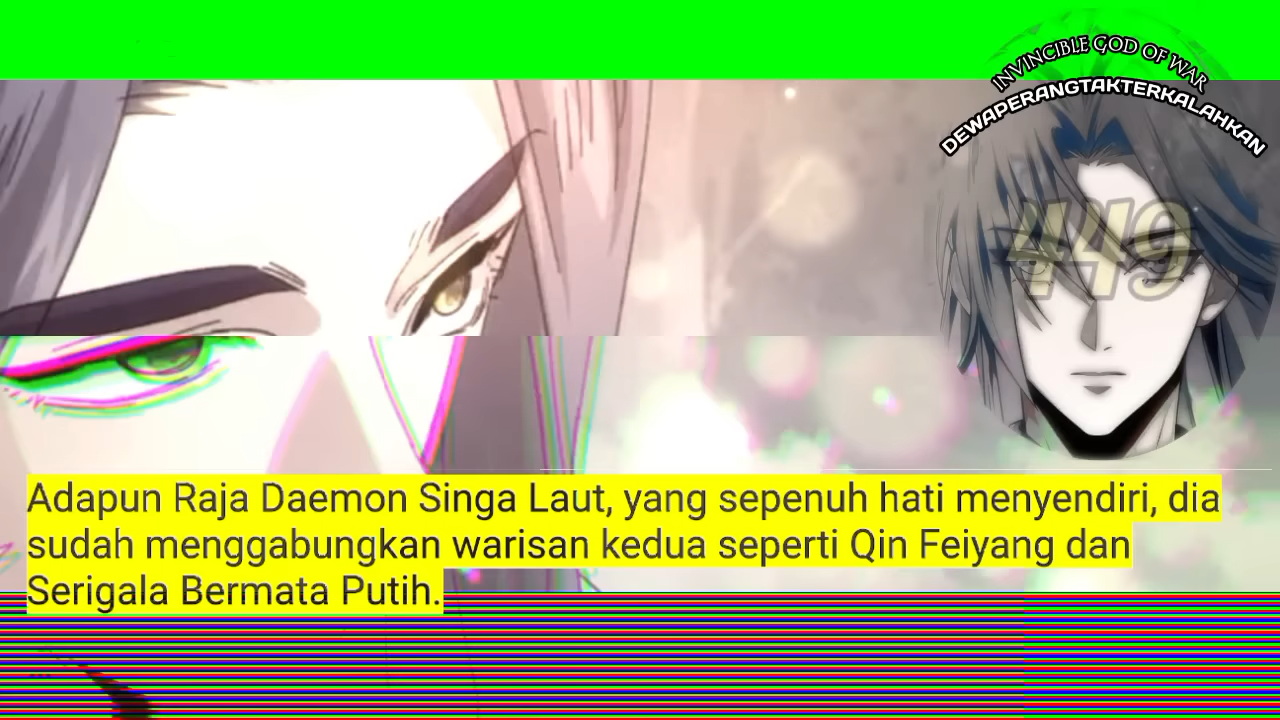 INVINCIBLE GOD OF WAR
DEWAPERANGTAKTERKALAHKAN
449
Adapun Raja Daemon Singa Laut, yang sepenuh hati menyendiri, dia
sudah menggabungkan warisan kedua seperti Qin Feiyang dan
Serigala Bermata Putih.
...